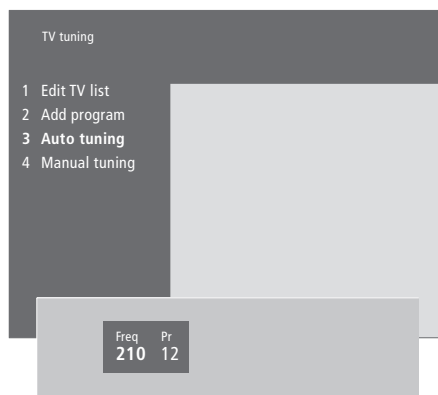 TV tuning
1 Edit TV list
2 Add program
3 Auto tuning
4 Manual tuning
Freq Pr
210 12